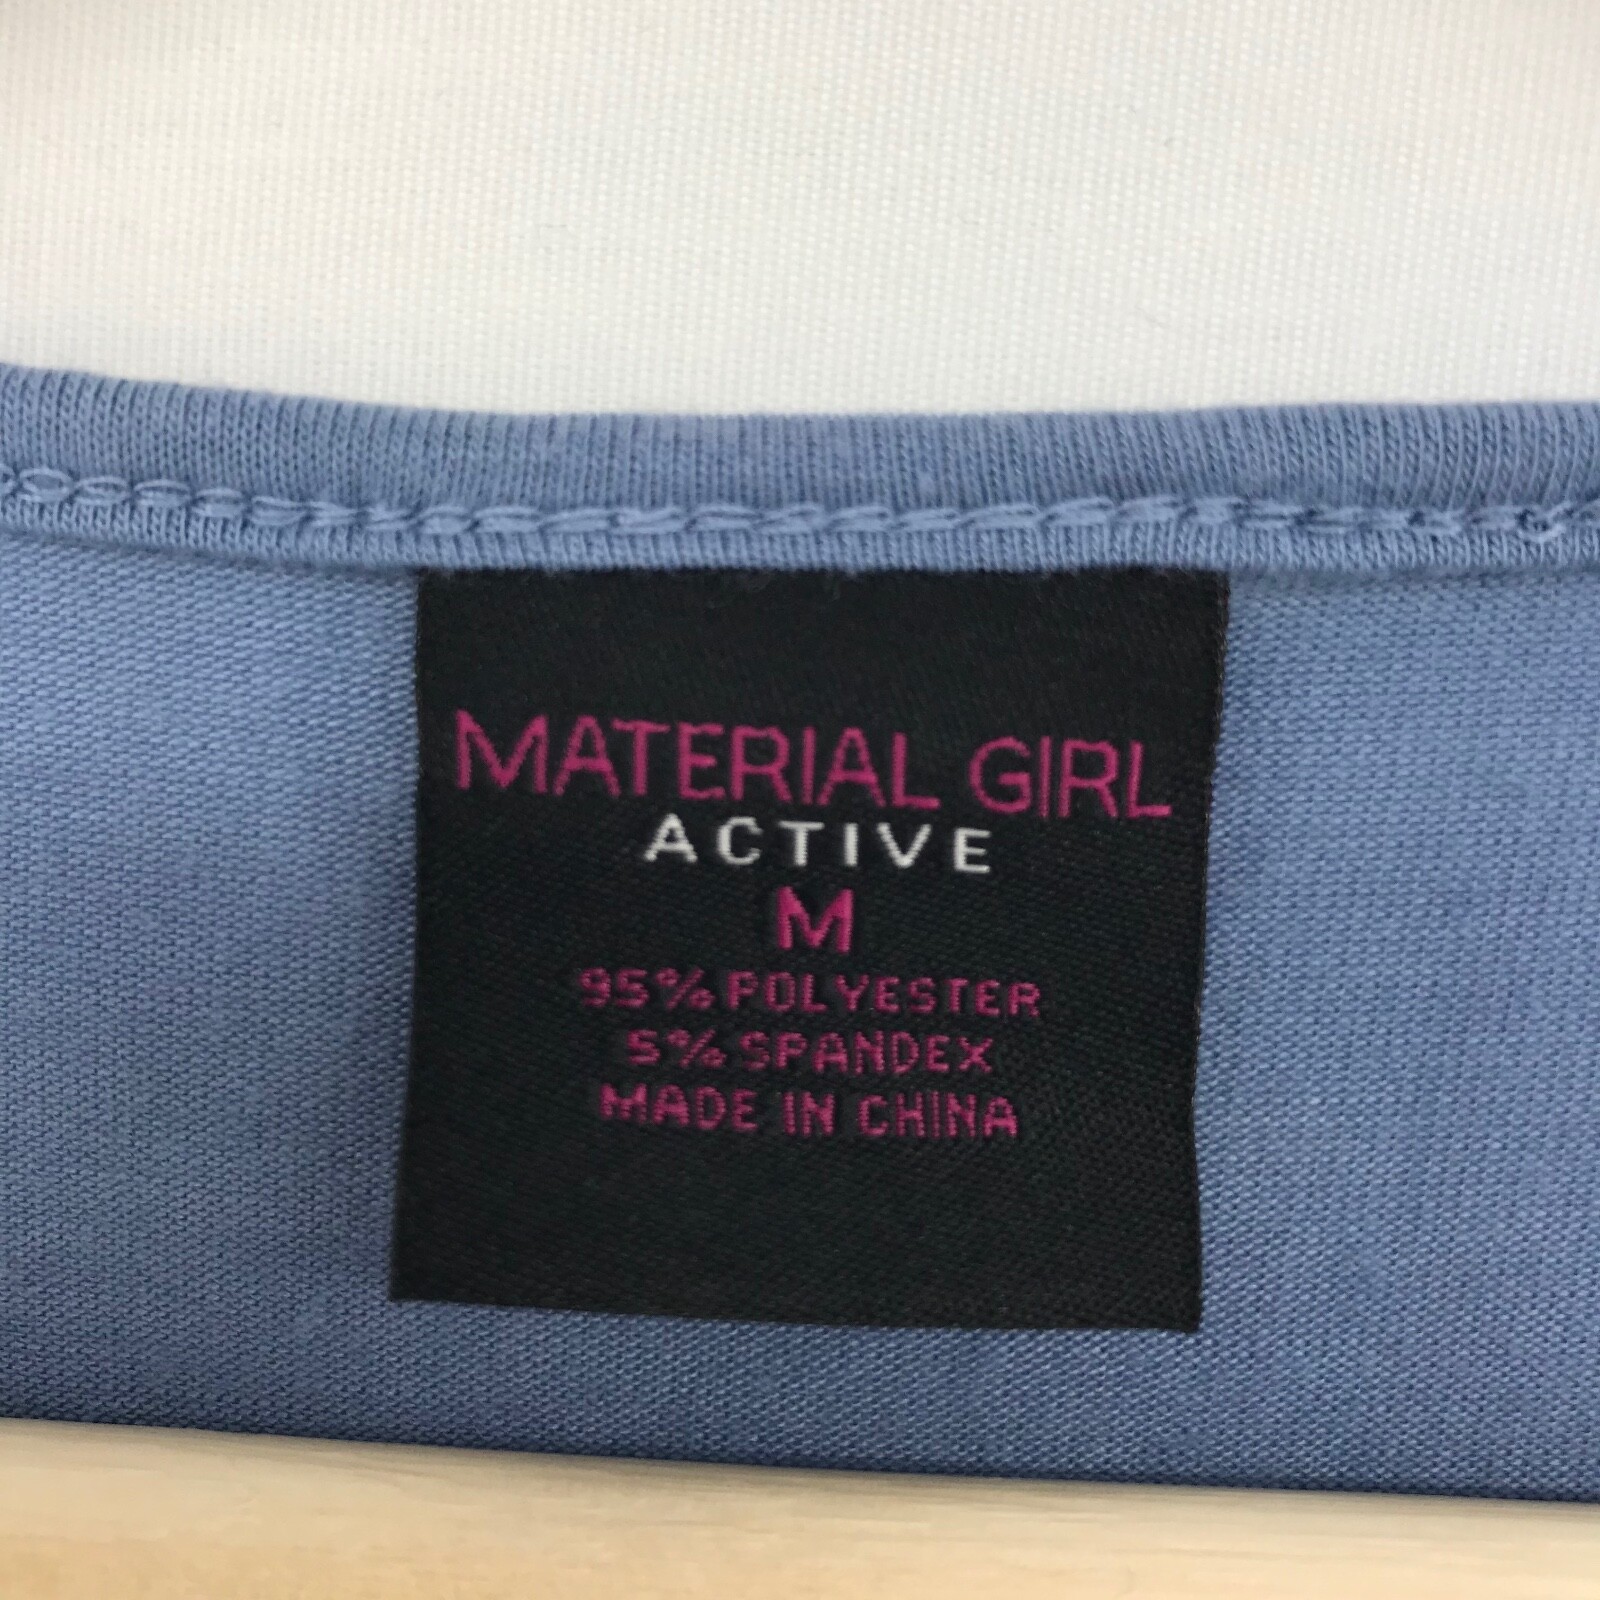 MATERIAL GIRL
ACTIVE
M
95% POLYESTER
5% SPANDEX
MADE IN CHINA